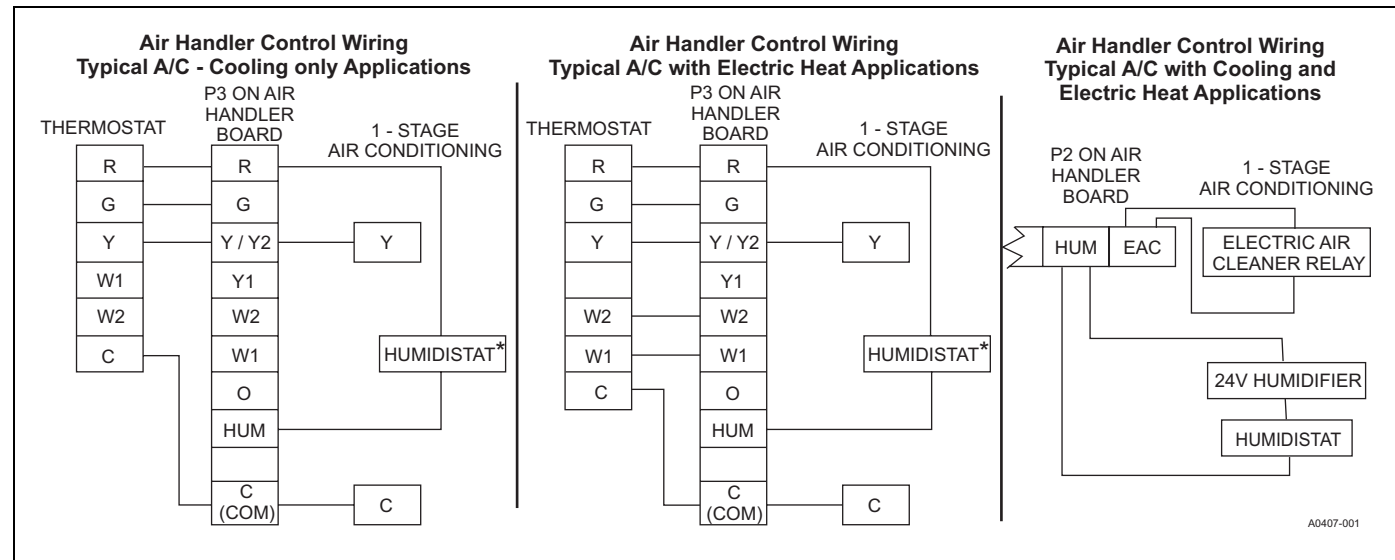 Air Handler Control Wiring
Typical A/C - Cooling only Applications
P3 ON AIR
HANDLER
BOARD
THERMOSTAT
1 - STAGE
AIR CONDITIONING
R
R
G
G
Y
Y / Y2
Y
W1
Y1
W2
W2
C
W1
HUMIDISTAT*
O
HUM
C
(COM)
C
Air Handler Control Wiring
Typical A/C with Electric Heat Applications
P3 ON AIR
HANDLER
BOARD
THERMOSTAT
1 - STAGE
AIR CONDITIONING
R
R
G
G
Y
Y / Y2
Y
Y1
W2
W2
W1
W1
HUMIDISTAT*
C
O
HUM
C
(COM)
C
Air Handler Control Wiring
Typical A/C with Cooling and
Electric Heat Applications
P2 ON AIR
HANDLER
BOARD
1 - STAGE
AIR CONDITIONING
HUM
EAC
ELECTRIC AIR
CLEANER RELAY
24V HUMIDIFIER
HUMIDISTAT
A0407-001